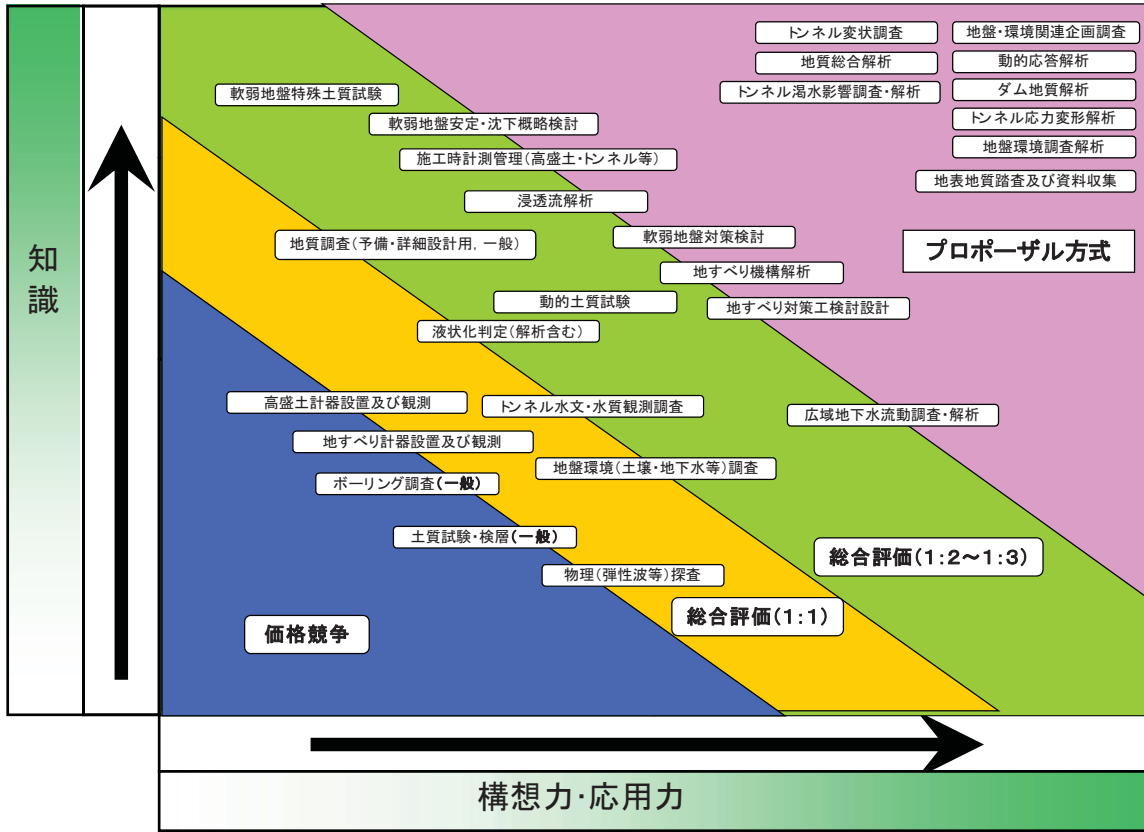 トンネル変状調査
地盤・環境関連企画調査
地質総合解析
動的応答解析
トンネル渇水影響調査・解析
ダム地質解析
軟弱地盤特殊土質試験
トンネル応力変形解析
軟弱地盤安定・沈下概略検討
地盤環境調査解析
施工時計測管理(高盛土・トンネル等)
地表地質踏査及び資料収集
浸透流解析
地質調査(予備・詳細設計用,一般)
軟弱地盤対策検討
プロポーザル方式
知識
地すべり機構解析
動的土質試験
地すべり対策工検討設計
液状化判定(解析含む)
高盛土計器設置及び観測
トンネル水文・水質観測調査
広域地下水流動調査・解析
地すべり計器設置及び観測
地盤環境(土壌・地下水等)調査
ボーリング調査(一般)
土質試験・検層(一般)
総合評価(1:2～1:3)
物理(弾性波等)探査
総合評価(1:1)
価格競争
構想力・応用力